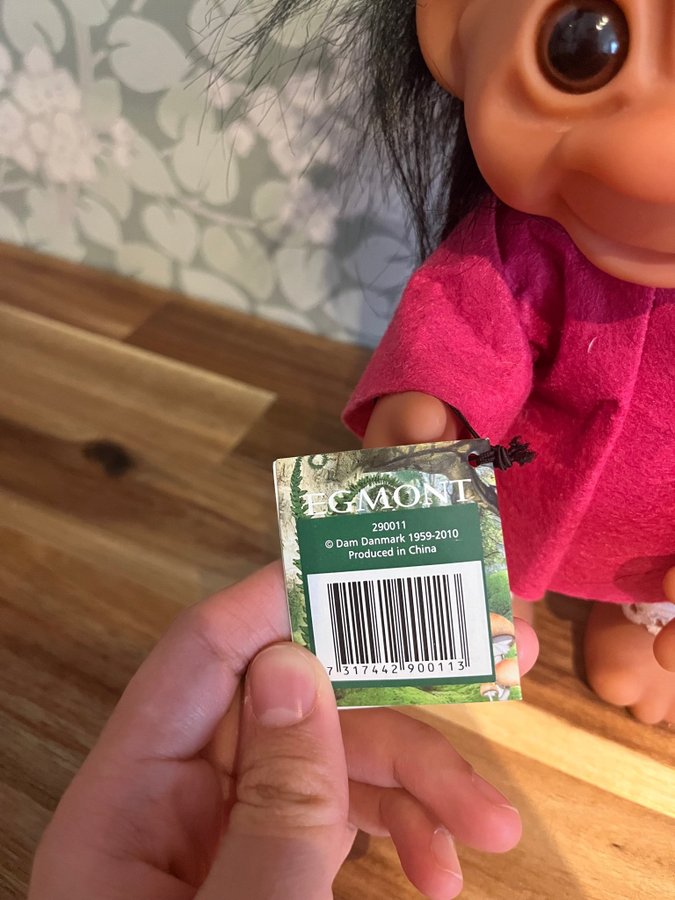 EGMONT
290011
© Dam Danmark 1959-2010
Produced in China
7 317442 900113